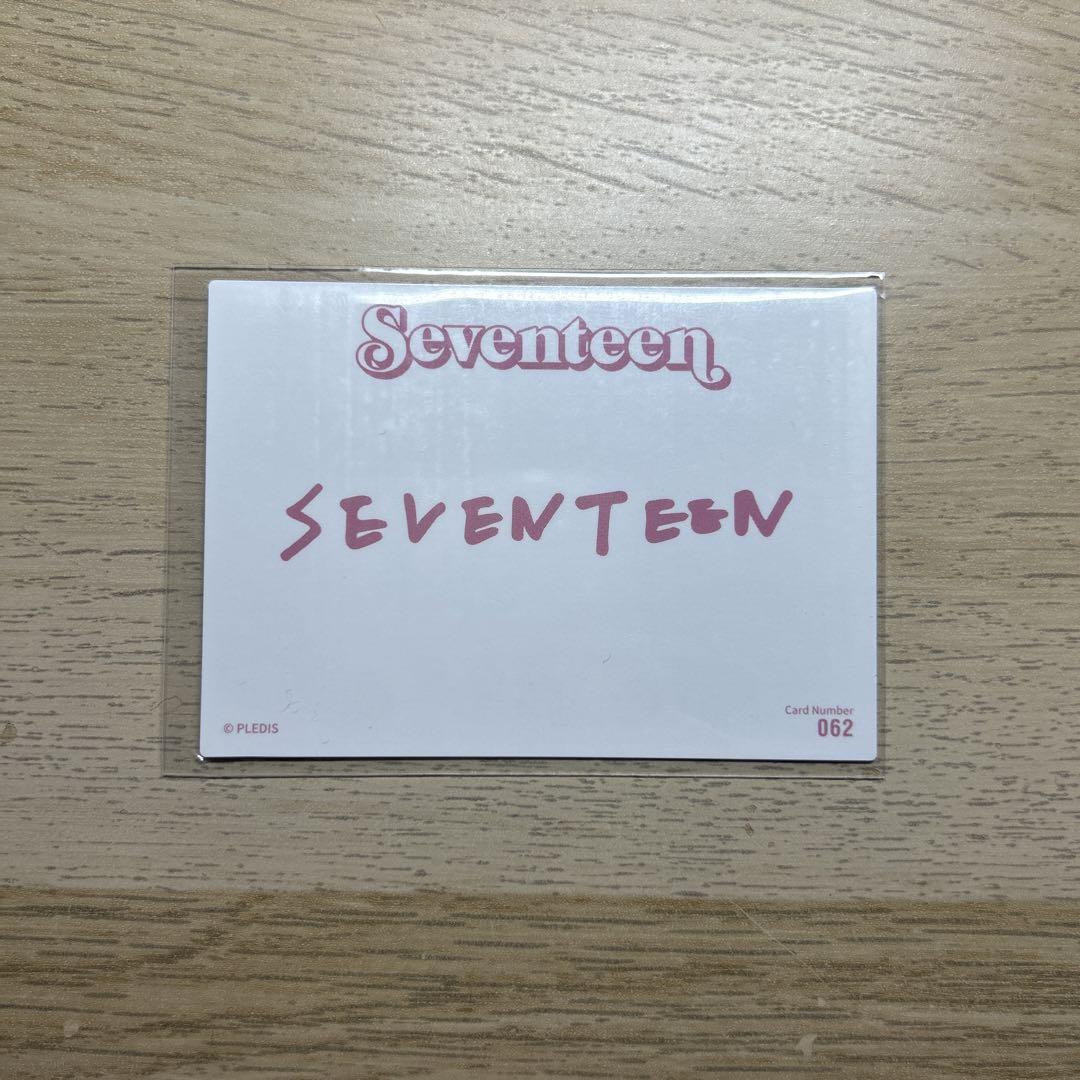 Seventeen
SEVENTEEN
© PLEDIS
Card Number
062